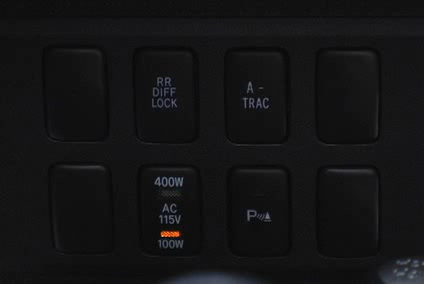 RR
DIFF
LOCK
A -
TRAC
400W
AC
115V
100W
P